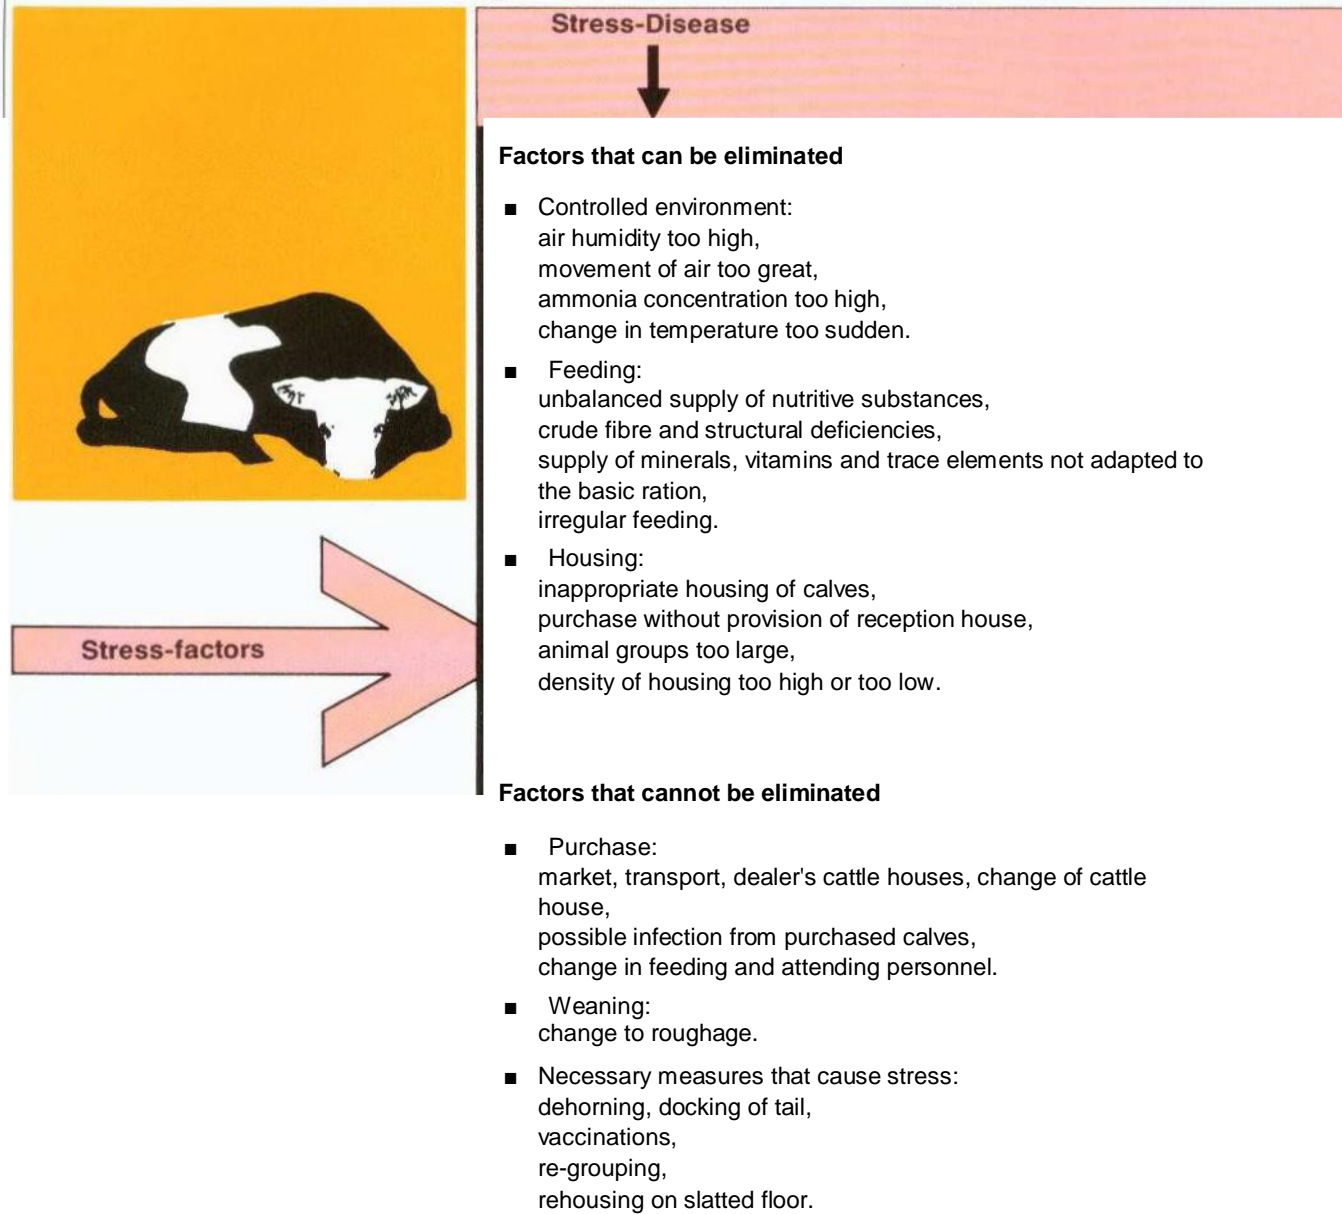 Stress-Disease
Factors that can be eliminated
■ Controlled environment:
air humidity too high,
movement of air too great,
ammonia concentration too high,
change in temperature too sudden.
■ Feeding:
unbalanced supply of nutritive substances,
crude fibre and structural deficiencies,
supply of minerals, vitamins and trace elements not adapted to
the basic ration,
irregular feeding.
■ Housing:
inappropriate housing of calves,
purchase without provision of reception house,
animal groups too large,
density of housing too high or too low.
Stress-factors
Factors that cannot be eliminated
■ Purchase:
market, transport, dealer's cattle houses, change of cattle
house,
possible infection from purchased calves,
change in feeding and attending personnel.
■ Weaning:
change to roughage.
■ Necessary measures that cause stress:
dehorning, docking of tail,
vaccinations,
re-grouping,
rehousing on slatted floor.